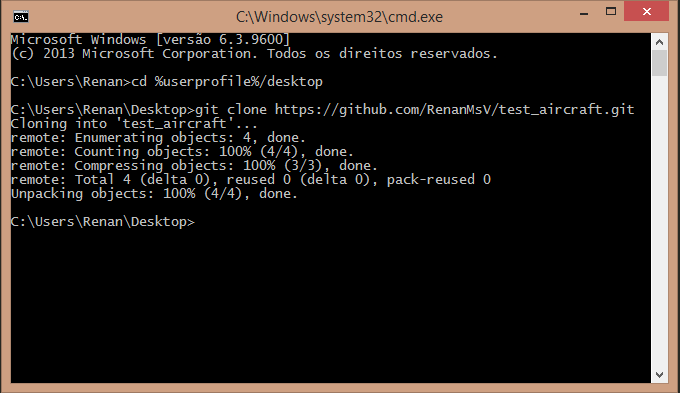 C:\Windows\system32\cmd.exe
Microsoft Windows [versão 6.3.9600]
(c) 2013 Microsoft Corporation. Todos os direitos reservados.
C:\Users\Renan>cd %userprofile%/desktop
C:\Users\Renan\Desktop>git clone https://github.com/RenanMsV/test_aircraft.git
Cloning into 'test_aircraft'...
remote: Enumerating objects: 4, done.
remote: Counting objects: 100% (4/4), done.
remote: Compressing objects: 100% (3/3), done.
remote: Total 4 (delta 0), reused 0 (delta 0), pack-reused 0
Unpacking objects: 100% (4/4), done.
C:\Users\Renan\Desktop>